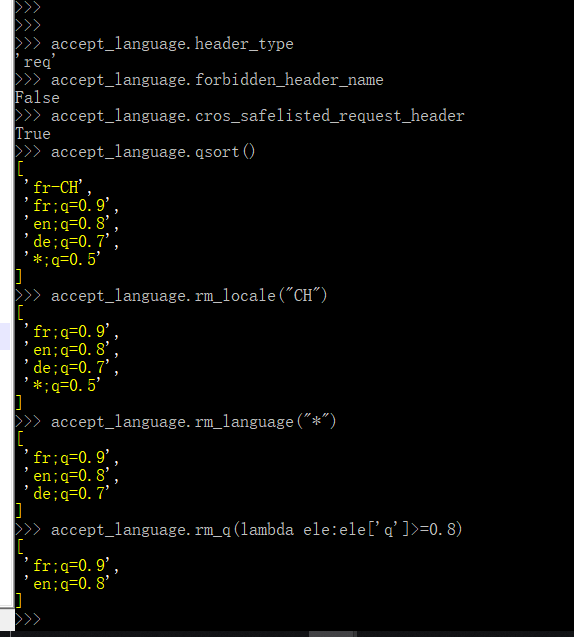 >>>
>>>
>>> accept_language.header_type
'req'
>>> accept_language.forbidden_header_name
False
>>> accept_language.cros_safelisted_request_header
True
>>> accept_language.qsort()
[
 'fr-CH',
 'fr;q=0.9',
 'en;q=0.8',
 'de;q=0.7',
 '*;q=0.5'
]
>>> accept_language.rm_locale("CH")
[
 'fr;q=0.9',
 'en;q=0.8',
 'de;q=0.7',
 '*;q=0.5'
]
>>> accept_language.rm_language("*")
[
 'fr;q=0.9',
 'en;q=0.8',
 'de;q=0.7'
]
>>> accept_language.rm_q(lambda ele:ele['q']>=0.8)
[
 'fr;q=0.9',
 'en;q=0.8'
]
>>>